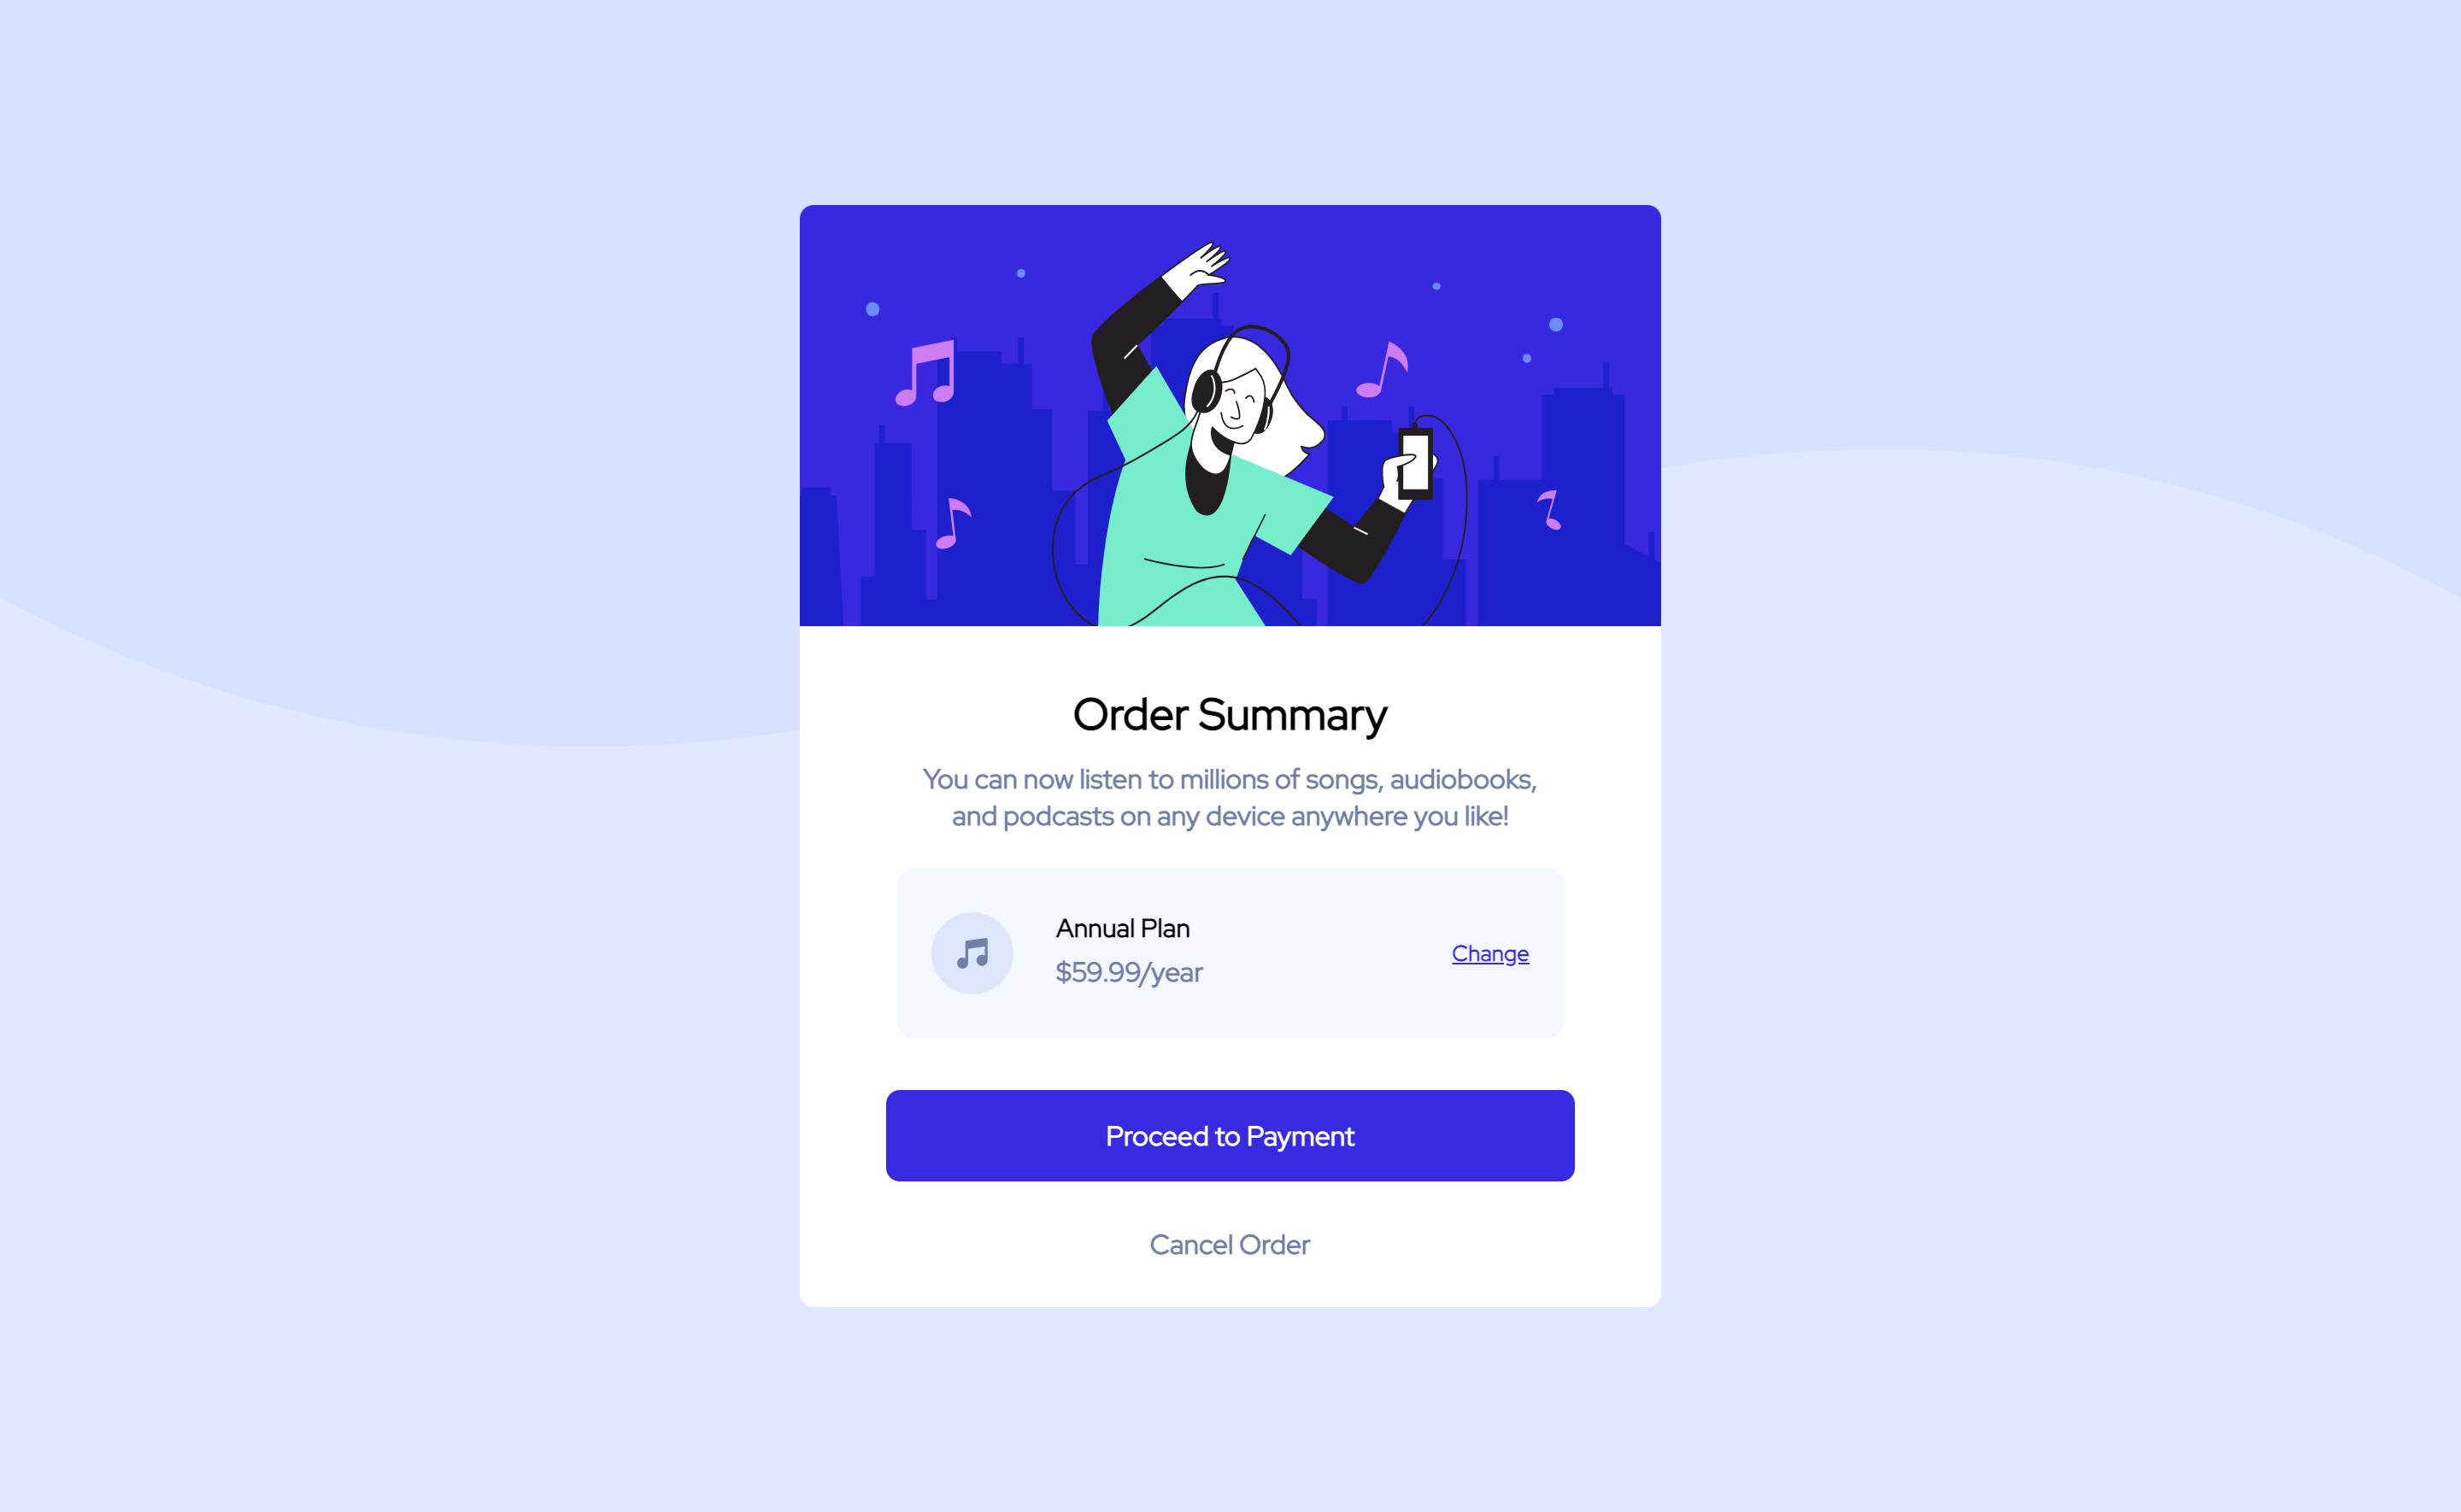 Order Summary
You can now listen to millions of songs, audiobooks,
and podcasts on any device anywhere you like!
Annual Plan
$59.99/year
Change
Proceed to Payment
Cancel Order